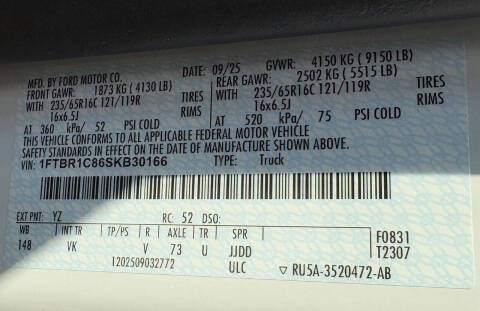 MFD. BY FORD MOTOR CO. DATE: 09/25 GVWR: 4150 KG ( 9150 LB)
FRONT GAWR: 1873 KG ( 4130 LB) REAR GAWR: 2502 KG ( 5515 LB)
WITH 235/65R16C 121/119R TIRES WITH 235/65R16C 121/119R TIRES
16x6.5J RIMS 16x6.5J RIMS
AT 360 kPa/ 52 PSI COLD AT 520 kPa/ 75 PSI COLD
THIS VEHICLE CONFORMS TO ALL APPLICABLE FEDERAL MOTOR VEHICLE
SAFETY STANDARDS IN EFFECT ON THE DATE OF MANUFACTURE SHOWN ABOVE.
VIN: 1FTBR1C86SKB30166 TYPE: Truck
EXT PNT: YZ RC: 52 DSO:
WB INT TR TP/PS R AXLE TR SPR F0831
148 VK V 73 U JJDD T2307
1202509032772 ULC ▽ RU5A-3520472-AB